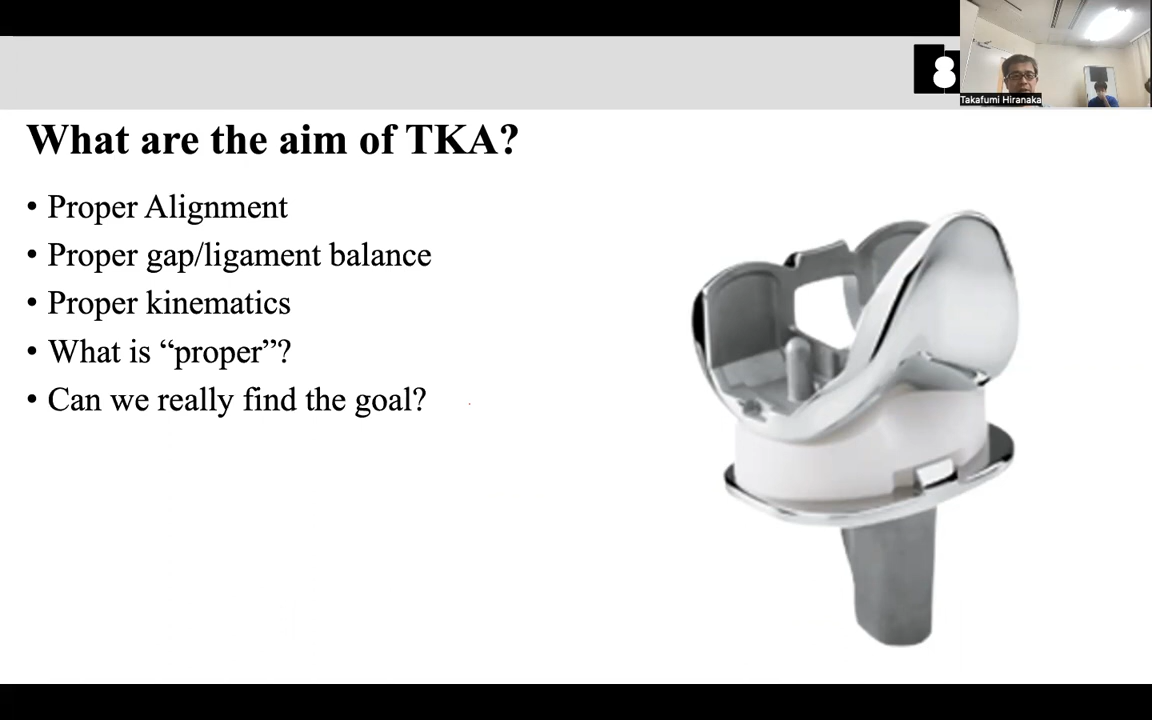 Takafumi Hiranaka
What are the aim of TKA?
• Proper Alignment
• Proper gap/ligament balance
• Proper kinematics
• What is “proper”?
• Can we really find the goal?